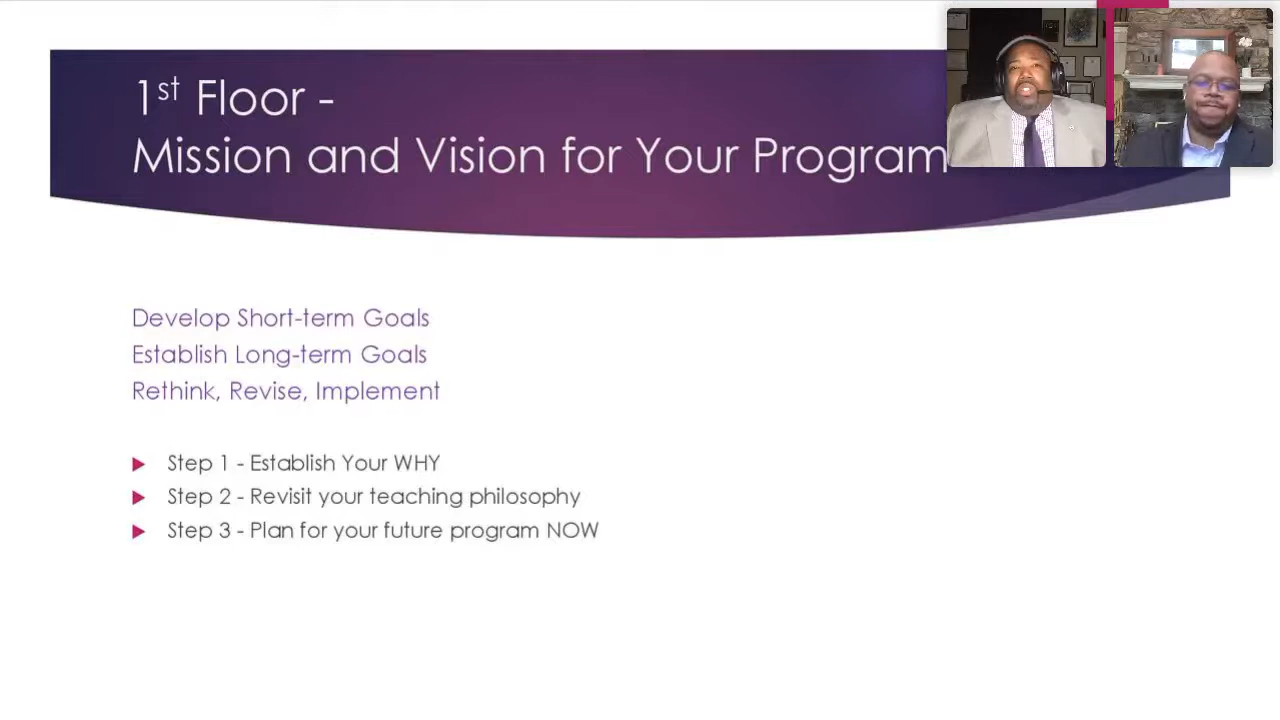 1st Floor -
Mission and Vision for Your Program
Develop Short-term Goals
Establish Long-term Goals
Rethink, Revise, Implement
Step 1 - Establish Your WHY
Step 2 - Revisit your teaching philosophy
Step 3 - Plan for your future program NOW